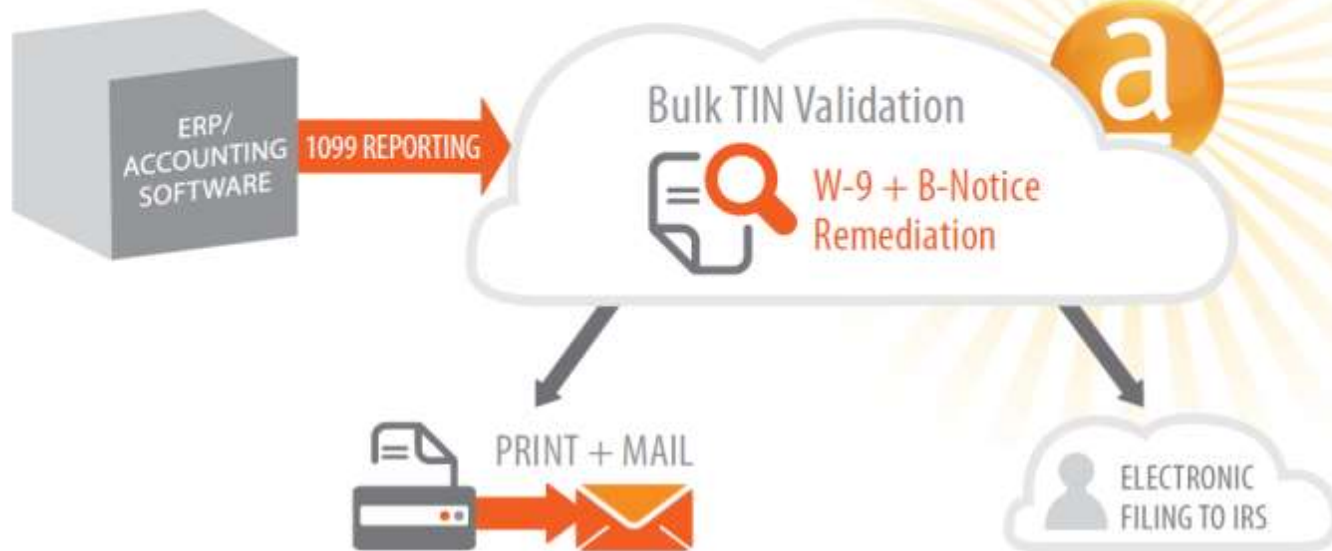 ERP/
ACCOUNTING
SOFTWARE
1099 REPORTING
a
Bulk TIN Validation
W-9 + B-Notice
Remediation
PRINT + MAIL
ELECTRONIC
FILING TO IRS